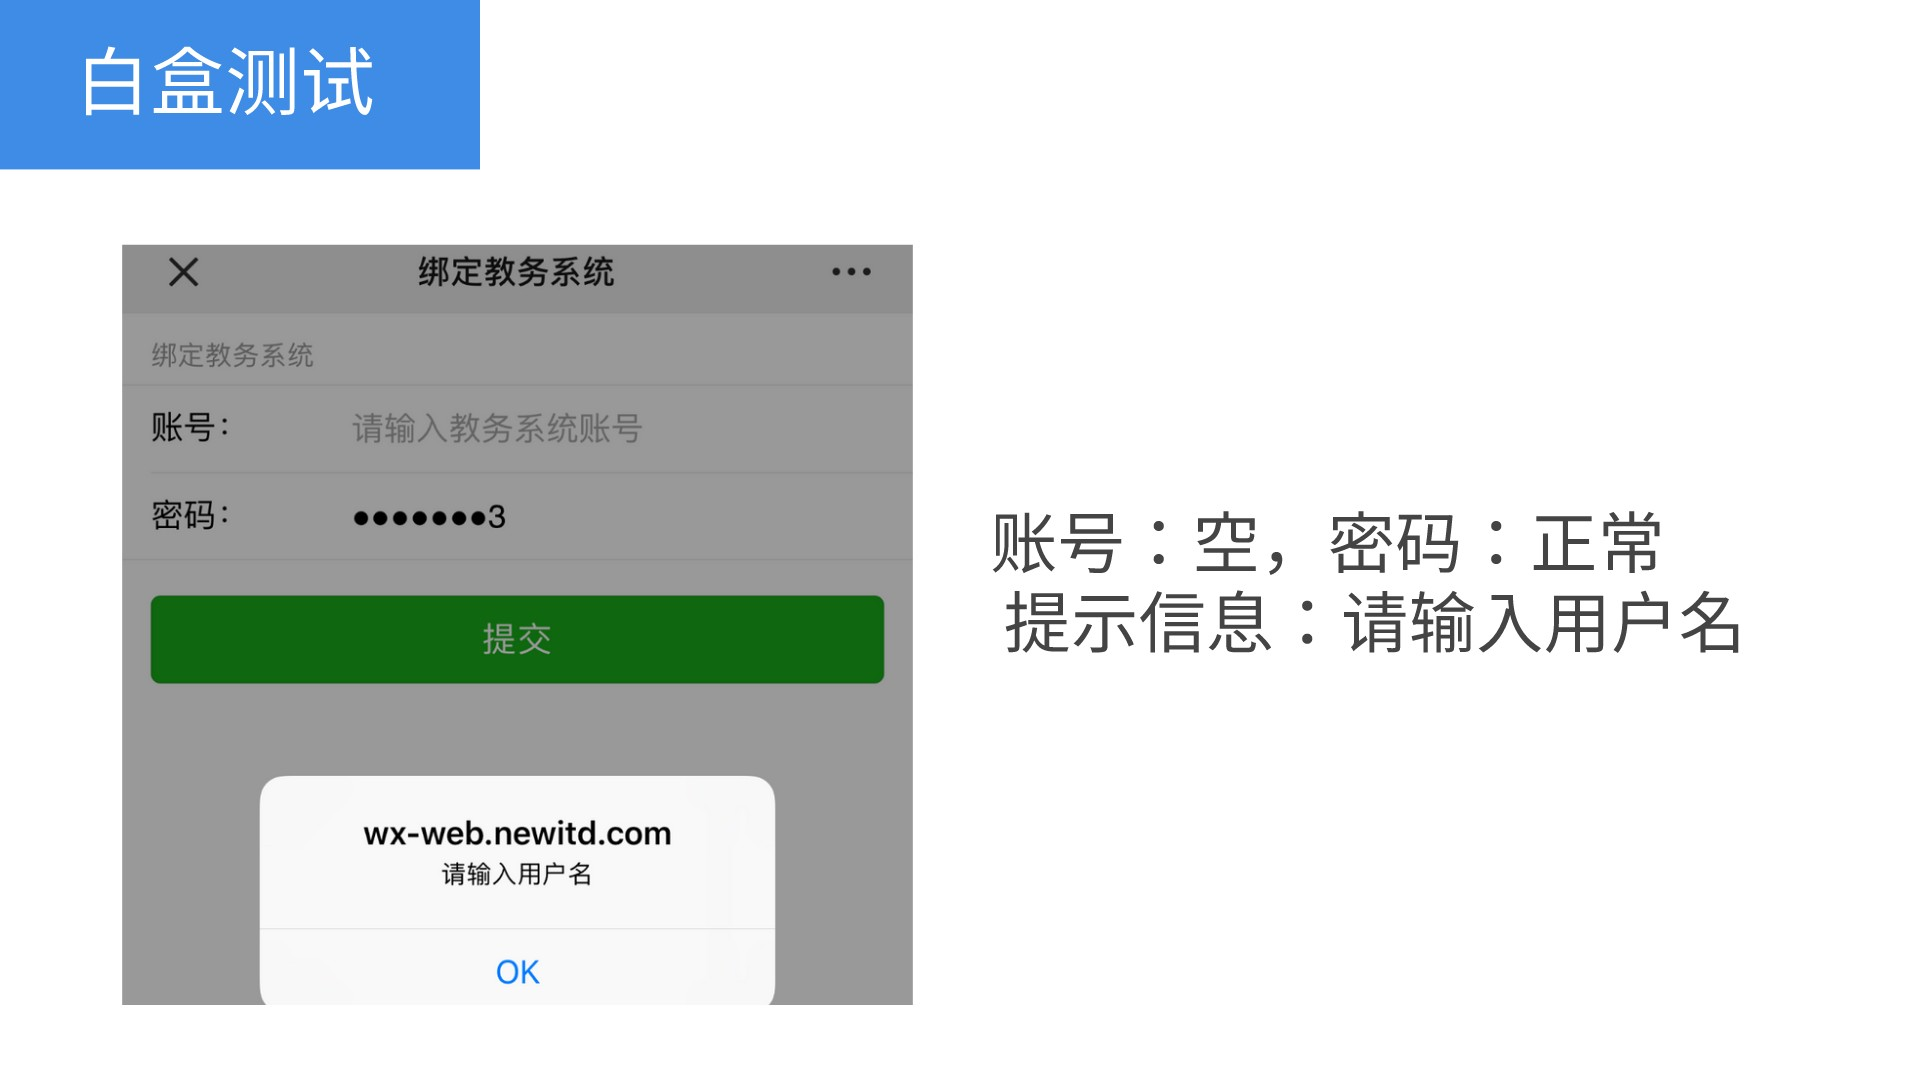 白盒测试
绑定教务系统
绑定教务系统
账号： 请输入教务系统账号
密码： ●●●●●●●3
提交
wx-web.newitd.com
请输入用户名
OK
账号：空，密码：正常
提示信息：请输入用户名